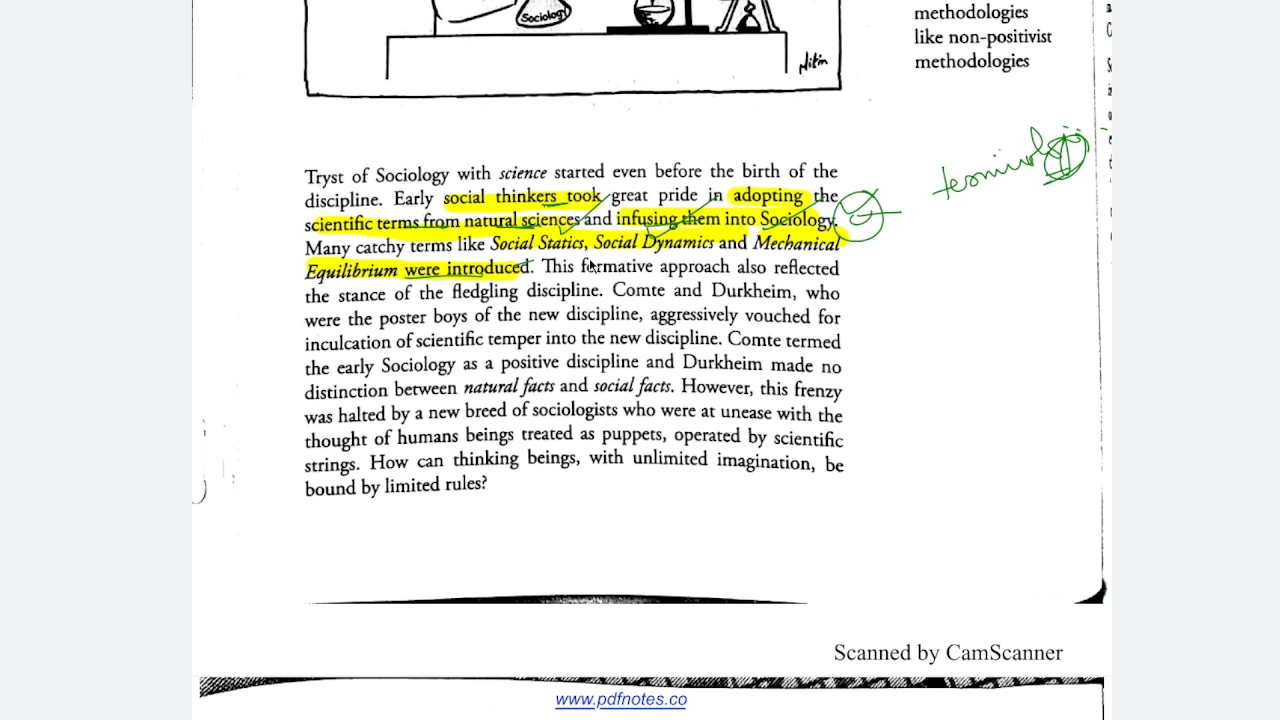 Sociology
Nitin
methodologies
like non-positivist
methodologies
Tryst of Sociology with science started even before the birth of the
discipline. Early social thinkers took great pride in adopting the
scientific terms from natural sciences and infusing them into Sociology.
Many catchy terms like Social Statics, Social Dynamics and Mechanical
Equilibrium were introduced. This formative approach also reflected
the stance of the fledgling discipline. Comte and Durkheim, who
were the poster boys of the new discipline, aggressively vouched for
inculcation of scientific temper into the new discipline. Comte termed
the early Sociology as a positive discipline and Durkheim made no
distinction between natural facts and social facts. However, this frenzy
was halted by a new breed of sociologists who were at unease with the
thought of humans beings treated as puppets, operated by scientific
strings. How can thinking beings, with unlimited imagination, be
bound by limited rules?
Scanned by CamScanner
www.pdfnotes.co